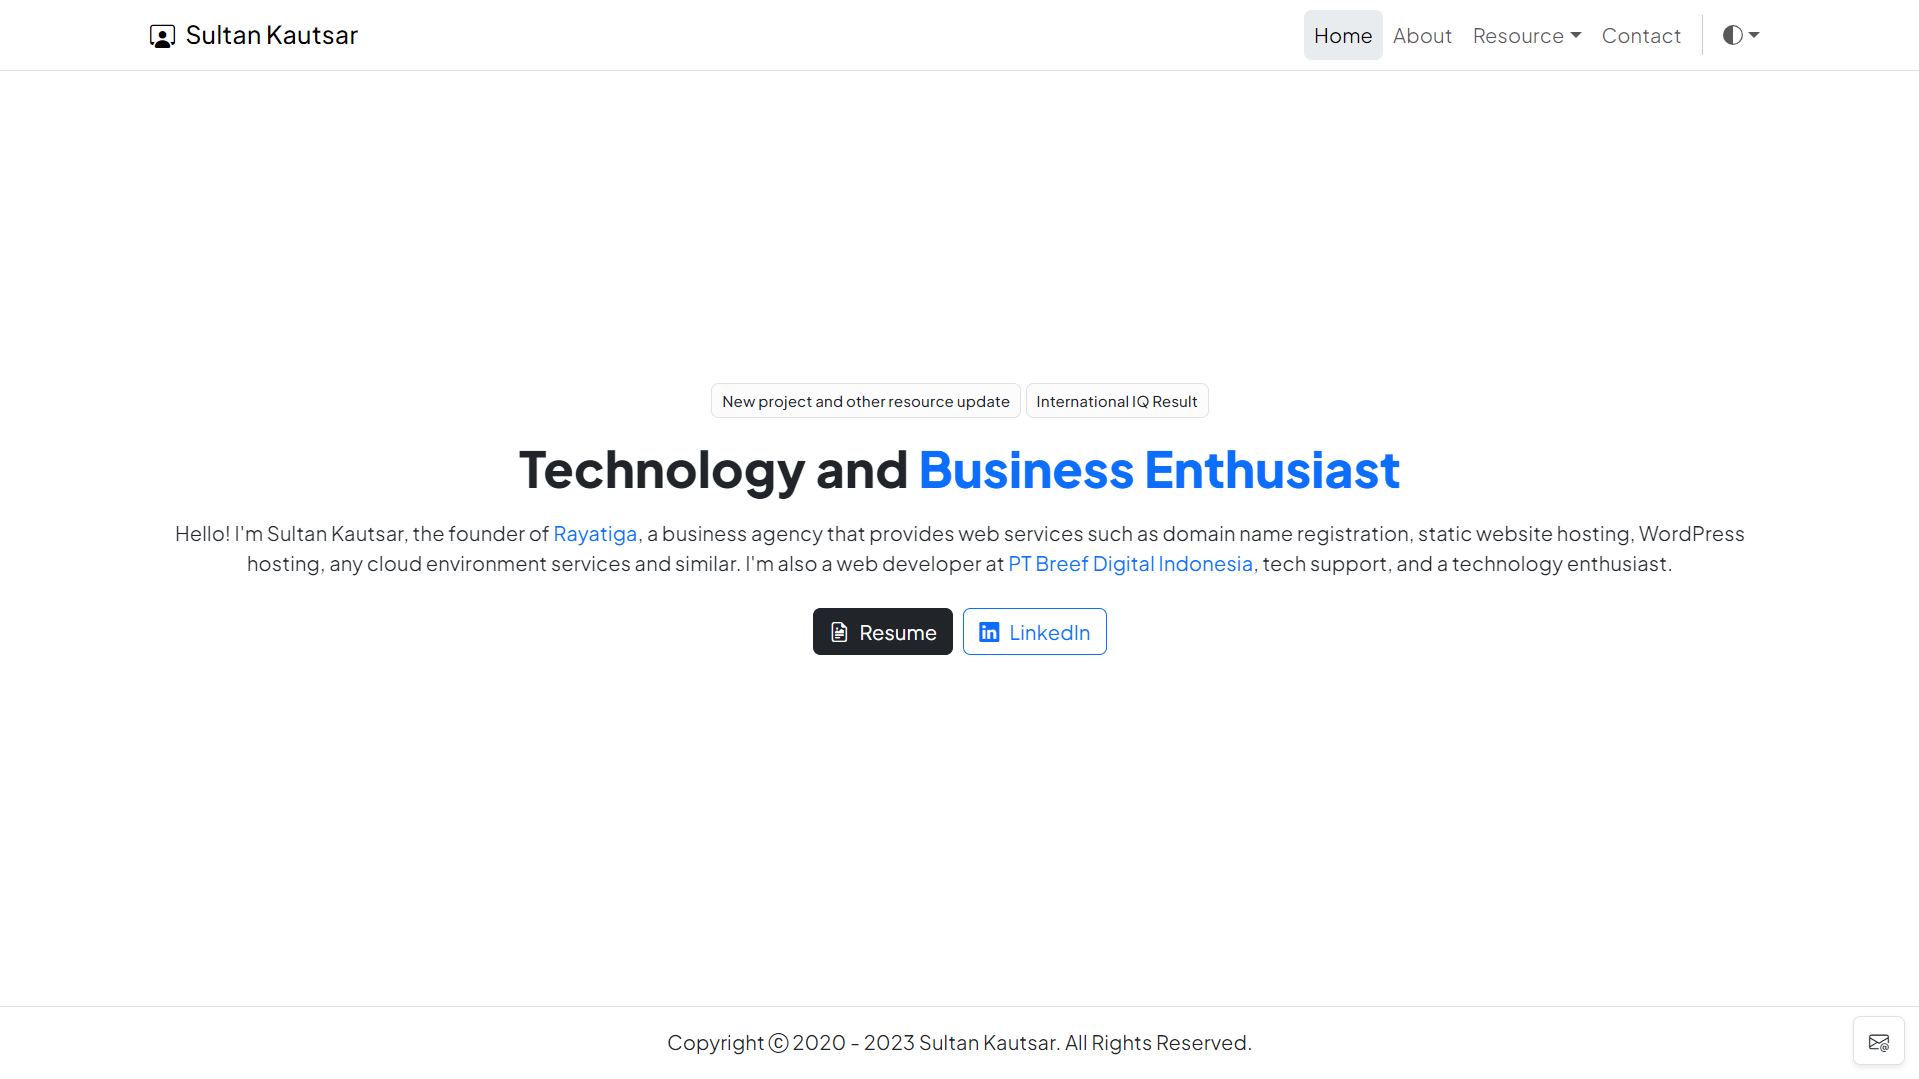 Sultan Kautsar
Home About Resource Contact
New project and other resource update International IQ Result
Technology and Business Enthusiast
Hello! I'm Sultan Kautsar, the founder of Rayatiga, a business agency that provides web services such as domain name registration, static website hosting, WordPress
hosting, any cloud environment services and similar. I'm also a web developer at PT Breef Digital Indonesia, tech support, and a technology enthusiast.
Resume LinkedIn
Copyright © 2020 - 2023 Sultan Kautsar. All Rights Reserved.